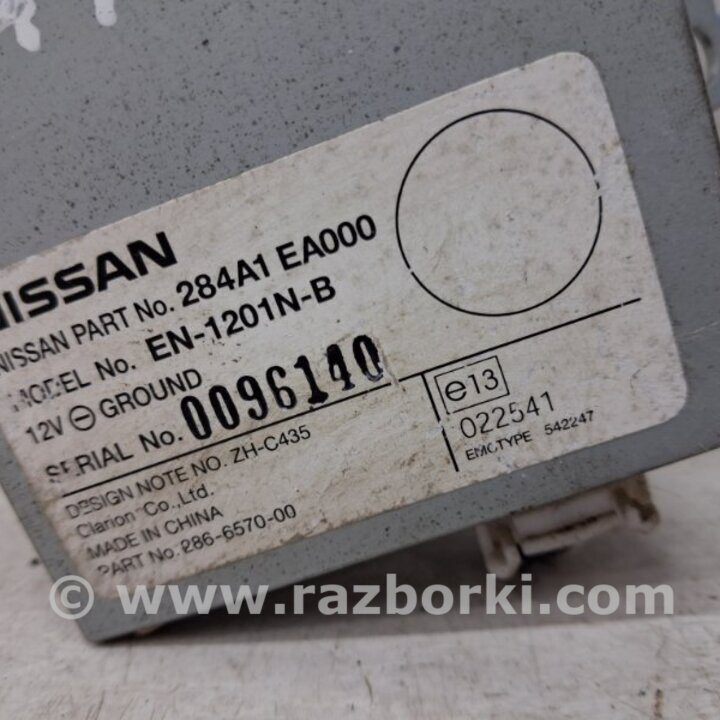 NISSAN
NISSAN PART No. 284A1 EA000
MODEL No. EN-1201N-B
12V ⊖ GROUND
SERIAL No. 0096140
DESIGN NOTE NO. ZH-C435
Clarion Co.,Ltd.
MADE IN CHINA
PART No. 286-6570-00
e13
022541
EMC TYPE 542247
© www.razborki.com